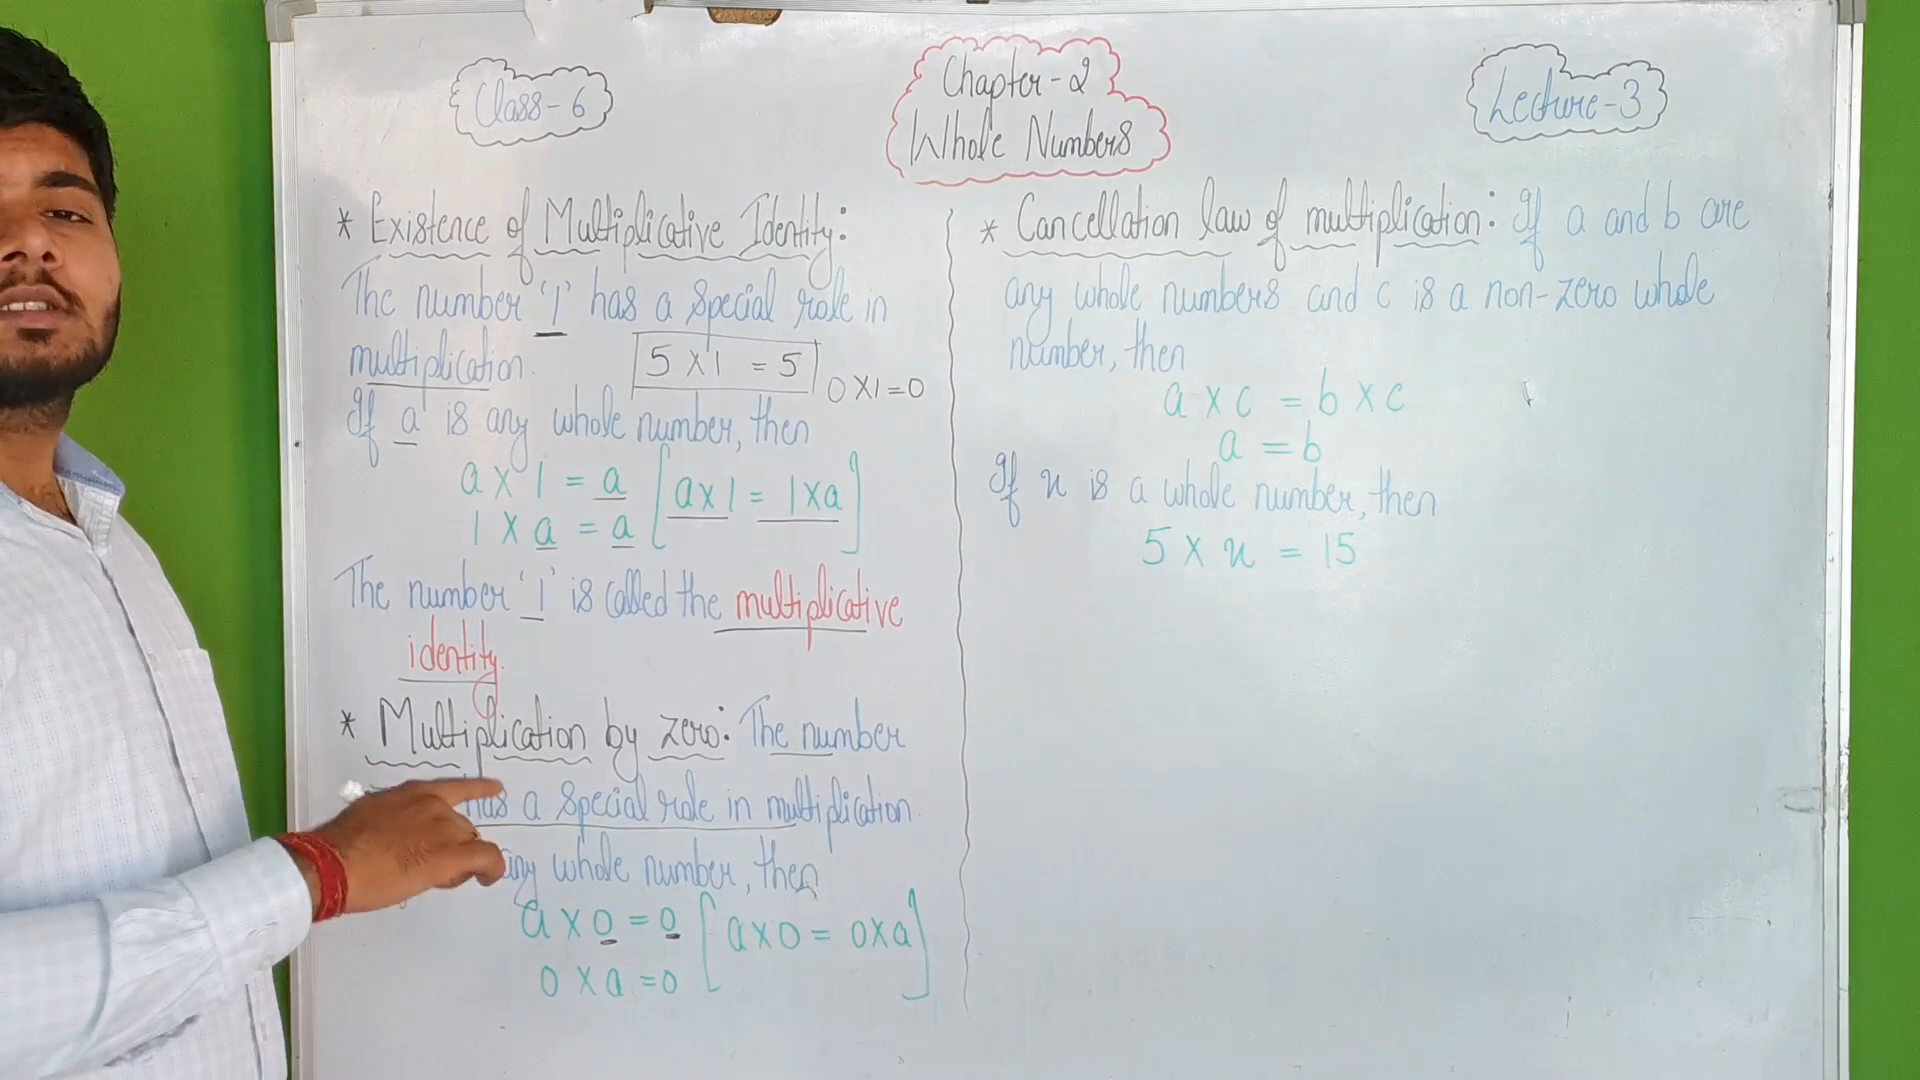 Class-6
Chapter-2
Whole Numbers
Lecture-3
* Existence of Multiplicative Identity:
The number '1' has a special role in
multiplication.
5 x 1 = 5
0 x 1 = 0
If 'a' is any whole number, then
a x 1 = a [a x 1 = 1 x a]
1 x a = a
The number '1' is called the multiplicative
identity.
* Multiplication by zero: The number
has a special role in multiplication.
any whole number, then
a x 0 = 0 [a x 0 = 0 x a]
0 x a = 0
* Cancellation law of multiplication: If a and b are
any whole numbers and c is a non-zero whole
number, then
a x c = b x c
a = b
If x is a whole number, then
5 x x = 15